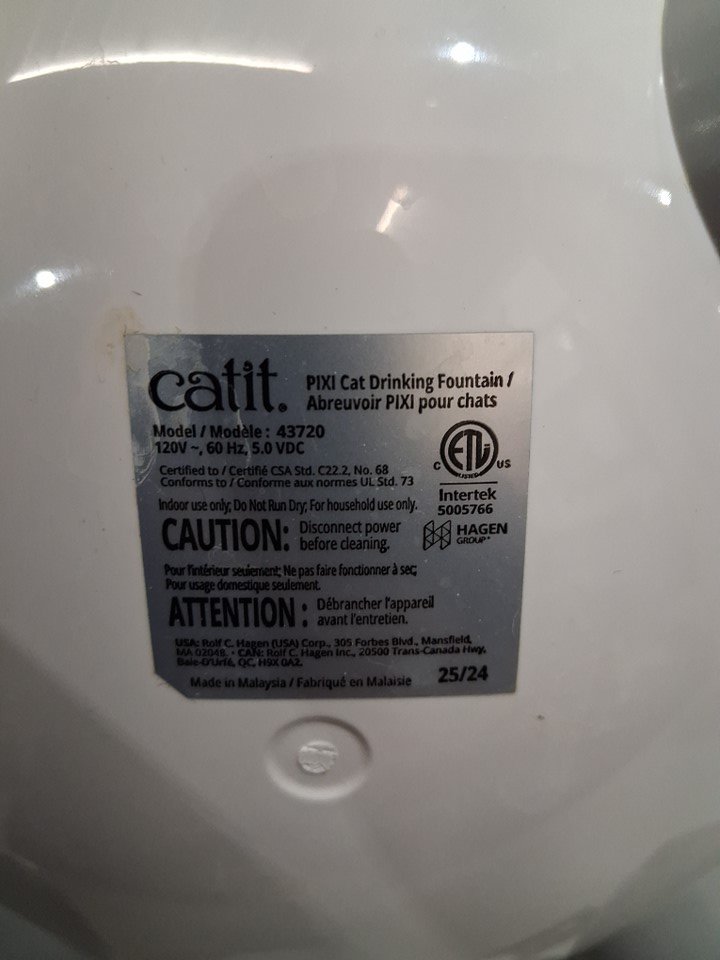 catit.
PIXI Cat Drinking Fountain /
Abreuvoir PIXI pour chats
Model / Modèle : 43720
120V ~, 60 Hz, 5.0 VDC
Certified to / Certifié CSA Std. C22.2, No. 68
Conforms to / Conforme aux normes UL Std. 73
C ETL US
LISTED
Intertek
5005766
Indoor use only; Do Not Run Dry; For household use only.
CAUTION: Disconnect power
before cleaning.
HAGEN
GROUP
Pour l'intérieur seulement; Ne pas faire fonctionner à sec;
Pour usage domestique seulement.
ATTENTION : Débrancher l'appareil
avant l'entretien.
USA: Rolf C. Hagen (USA) Corp., 305 Forbes Blvd., Mansfield,
MA 02048. • CAN: Rolf C. Hagen Inc., 20500 Trans-Canada Hwy,
Baie-D'Urfé, QC, H9X 0A2.
Made in Malaysia / Fabriqué en Malaisie
25/24